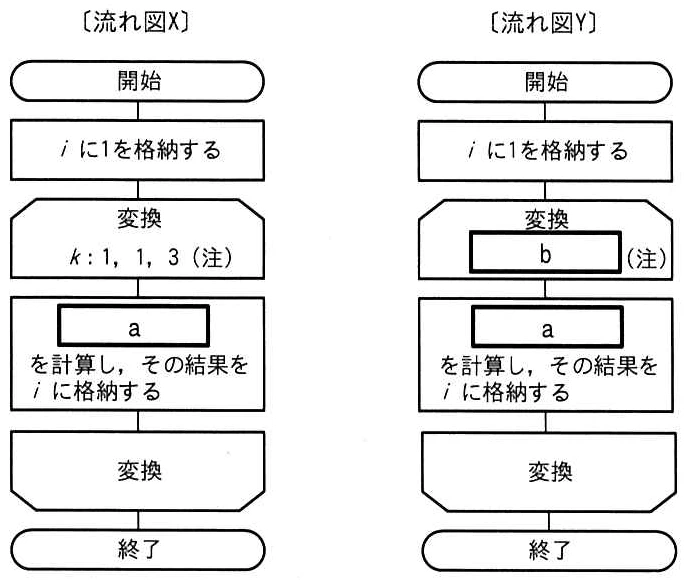 〔流れ図X〕
開始
i に1を格納する
変換
k：1，1，3（注）
a
を計算し，その結果を
i に格納する
変換
終了
〔流れ図Y〕
開始
i に1を格納する
変換
b （注）
a
を計算し，その結果を
i に格納する
変換
終了